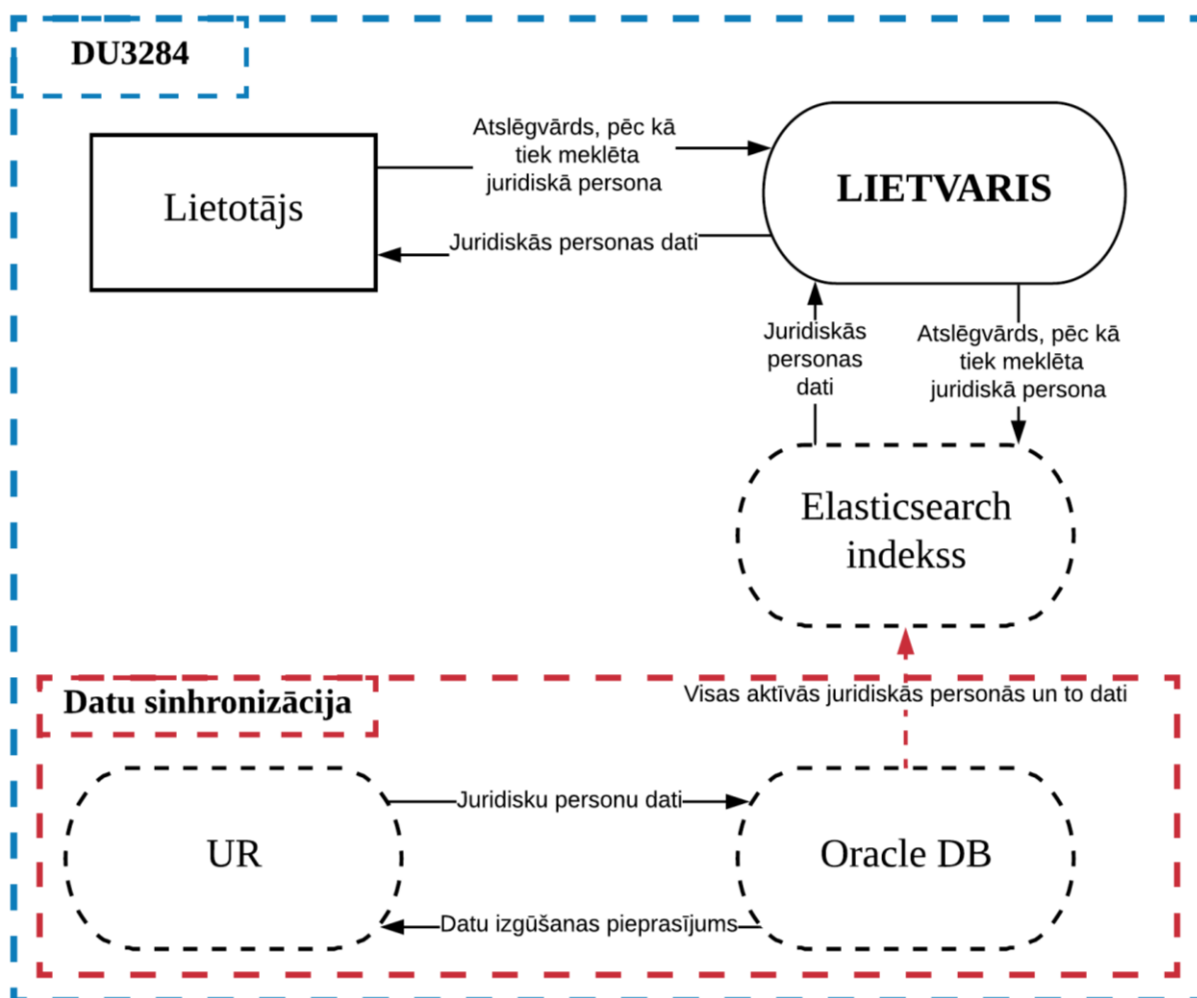 DU3284
Lietotājs
Atslēgvārds, pēc kā
tiek meklēta
juridiskā persona
LIETVARIS
Juridiskās personas dati
Juridiskās
personas
dati
Atslēgvārds, pēc kā
tiek meklēta
juridiskā persona
Elasticsearch
indekss
Datu sinhronizācija
Visas aktīvās juridiskās personās un to dati
UR
Juridisku personu dati
Oracle DB
Datu izgūšanas pieprasījums